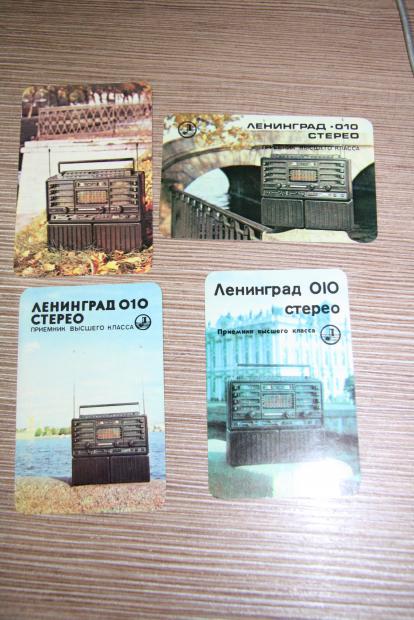 ЛЕНИНГРАД-010
СТЕРЕО
ПРИЕМНИК ВЫСШЕГО КЛАССА
ЛЕНИНГРАД 010
СТЕРЕО
ПРИЕМНИК ВЫСШЕГО КЛАССА
Ленинград 010
стерео
Приемник высшего класса